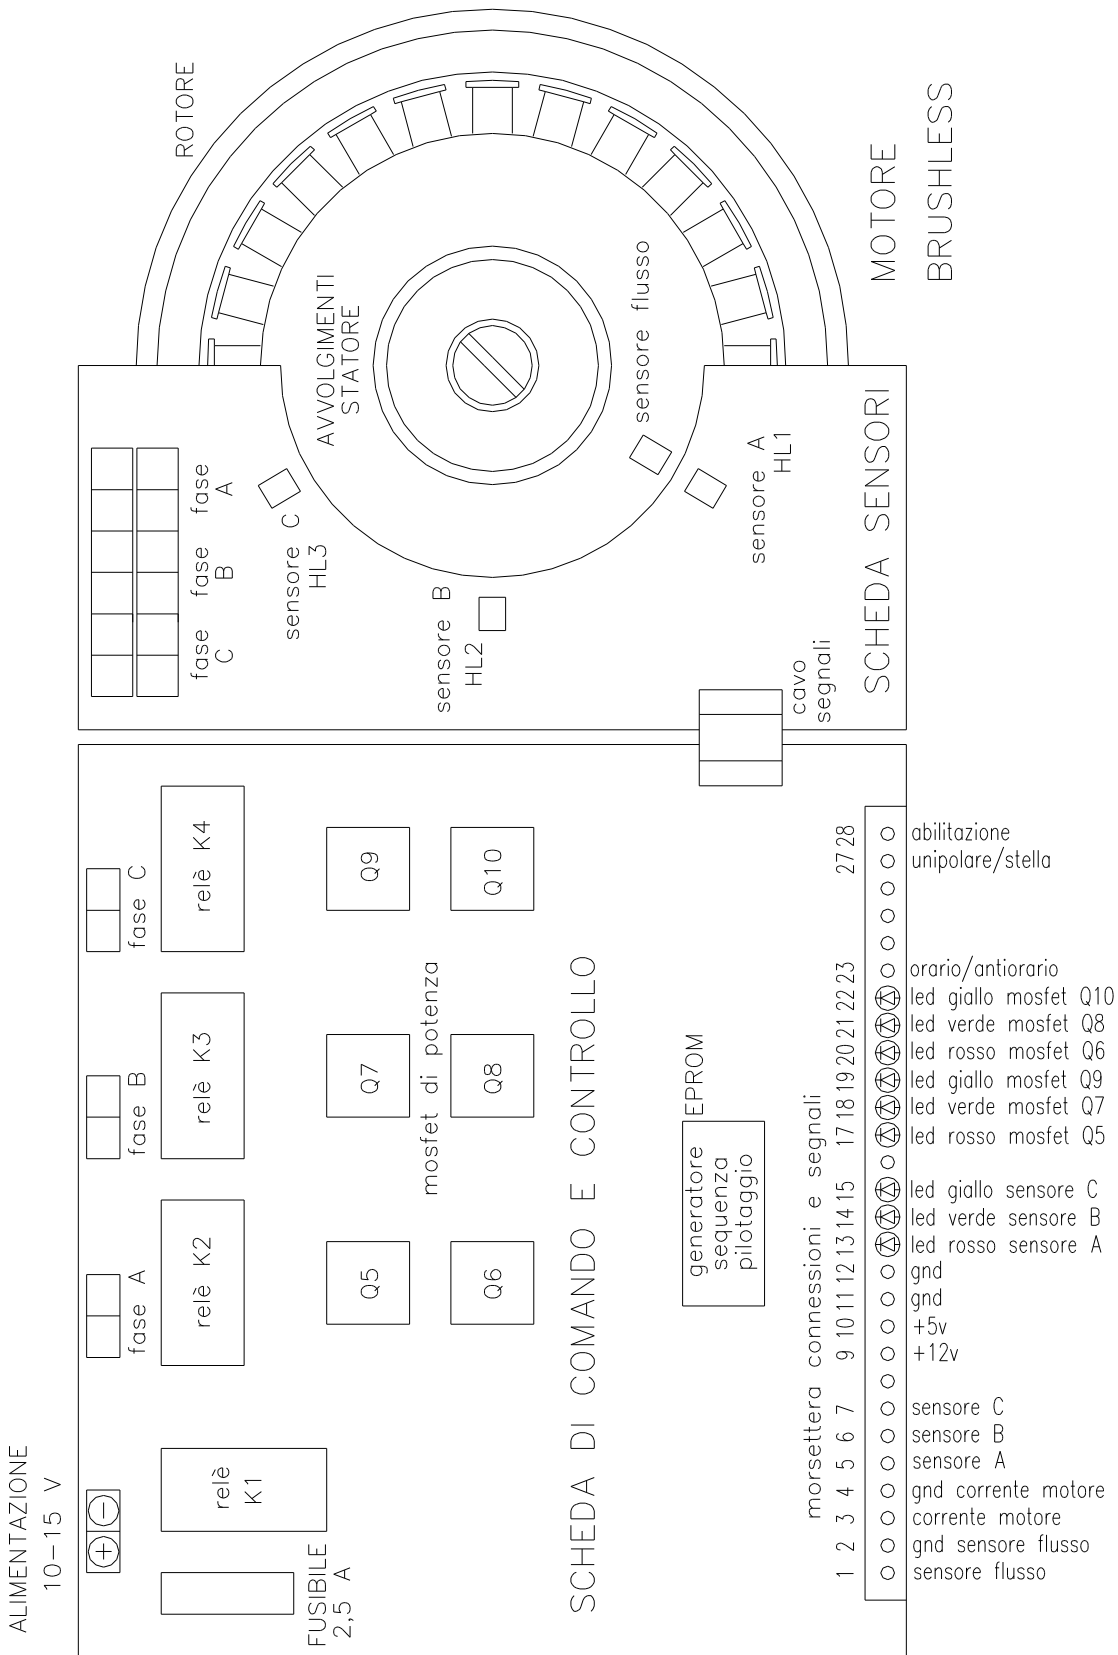 ROTORE
MOTORE
BRUSHLESS
AVVOLGIMENTI
STATORE
sensore flusso
fase
A
fase
B
fase
C
sensore C
HL3
sensore B
HL2
sensore A
HL1
SCHEDA SENSORI
cavo
segnali
fase C
relè K4
Q9
Q10
fase B
relè K3
Q7
Q8
mosfet di potenza
fase A
relè K2
Q5
Q6
SCHEDA DI COMANDO E CONTROLLO
EPROM
generatore
sequenza
pilotaggio
ALIMENTAZIONE
10-15 V
+ -
relè
K1
FUSIBILE
2,5 A
morsettera connessioni e segnali
28 abilitazione
27 unipolare/stella
23 orario/antiorario
22 led giallo mosfet Q10
21 led verde mosfet Q8
20 led rosso mosfet Q6
19 led giallo mosfet Q9
18 led verde mosfet Q7
17 led rosso mosfet Q5
15 led giallo sensore C
14 led verde sensore B
13 led rosso sensore A
12 gnd
11 gnd
10 +5v
9 +12v
7 sensore C
6 sensore B
5 sensore A
4 gnd corrente motore
3 corrente motore
2 gnd sensore flusso
1 sensore flusso